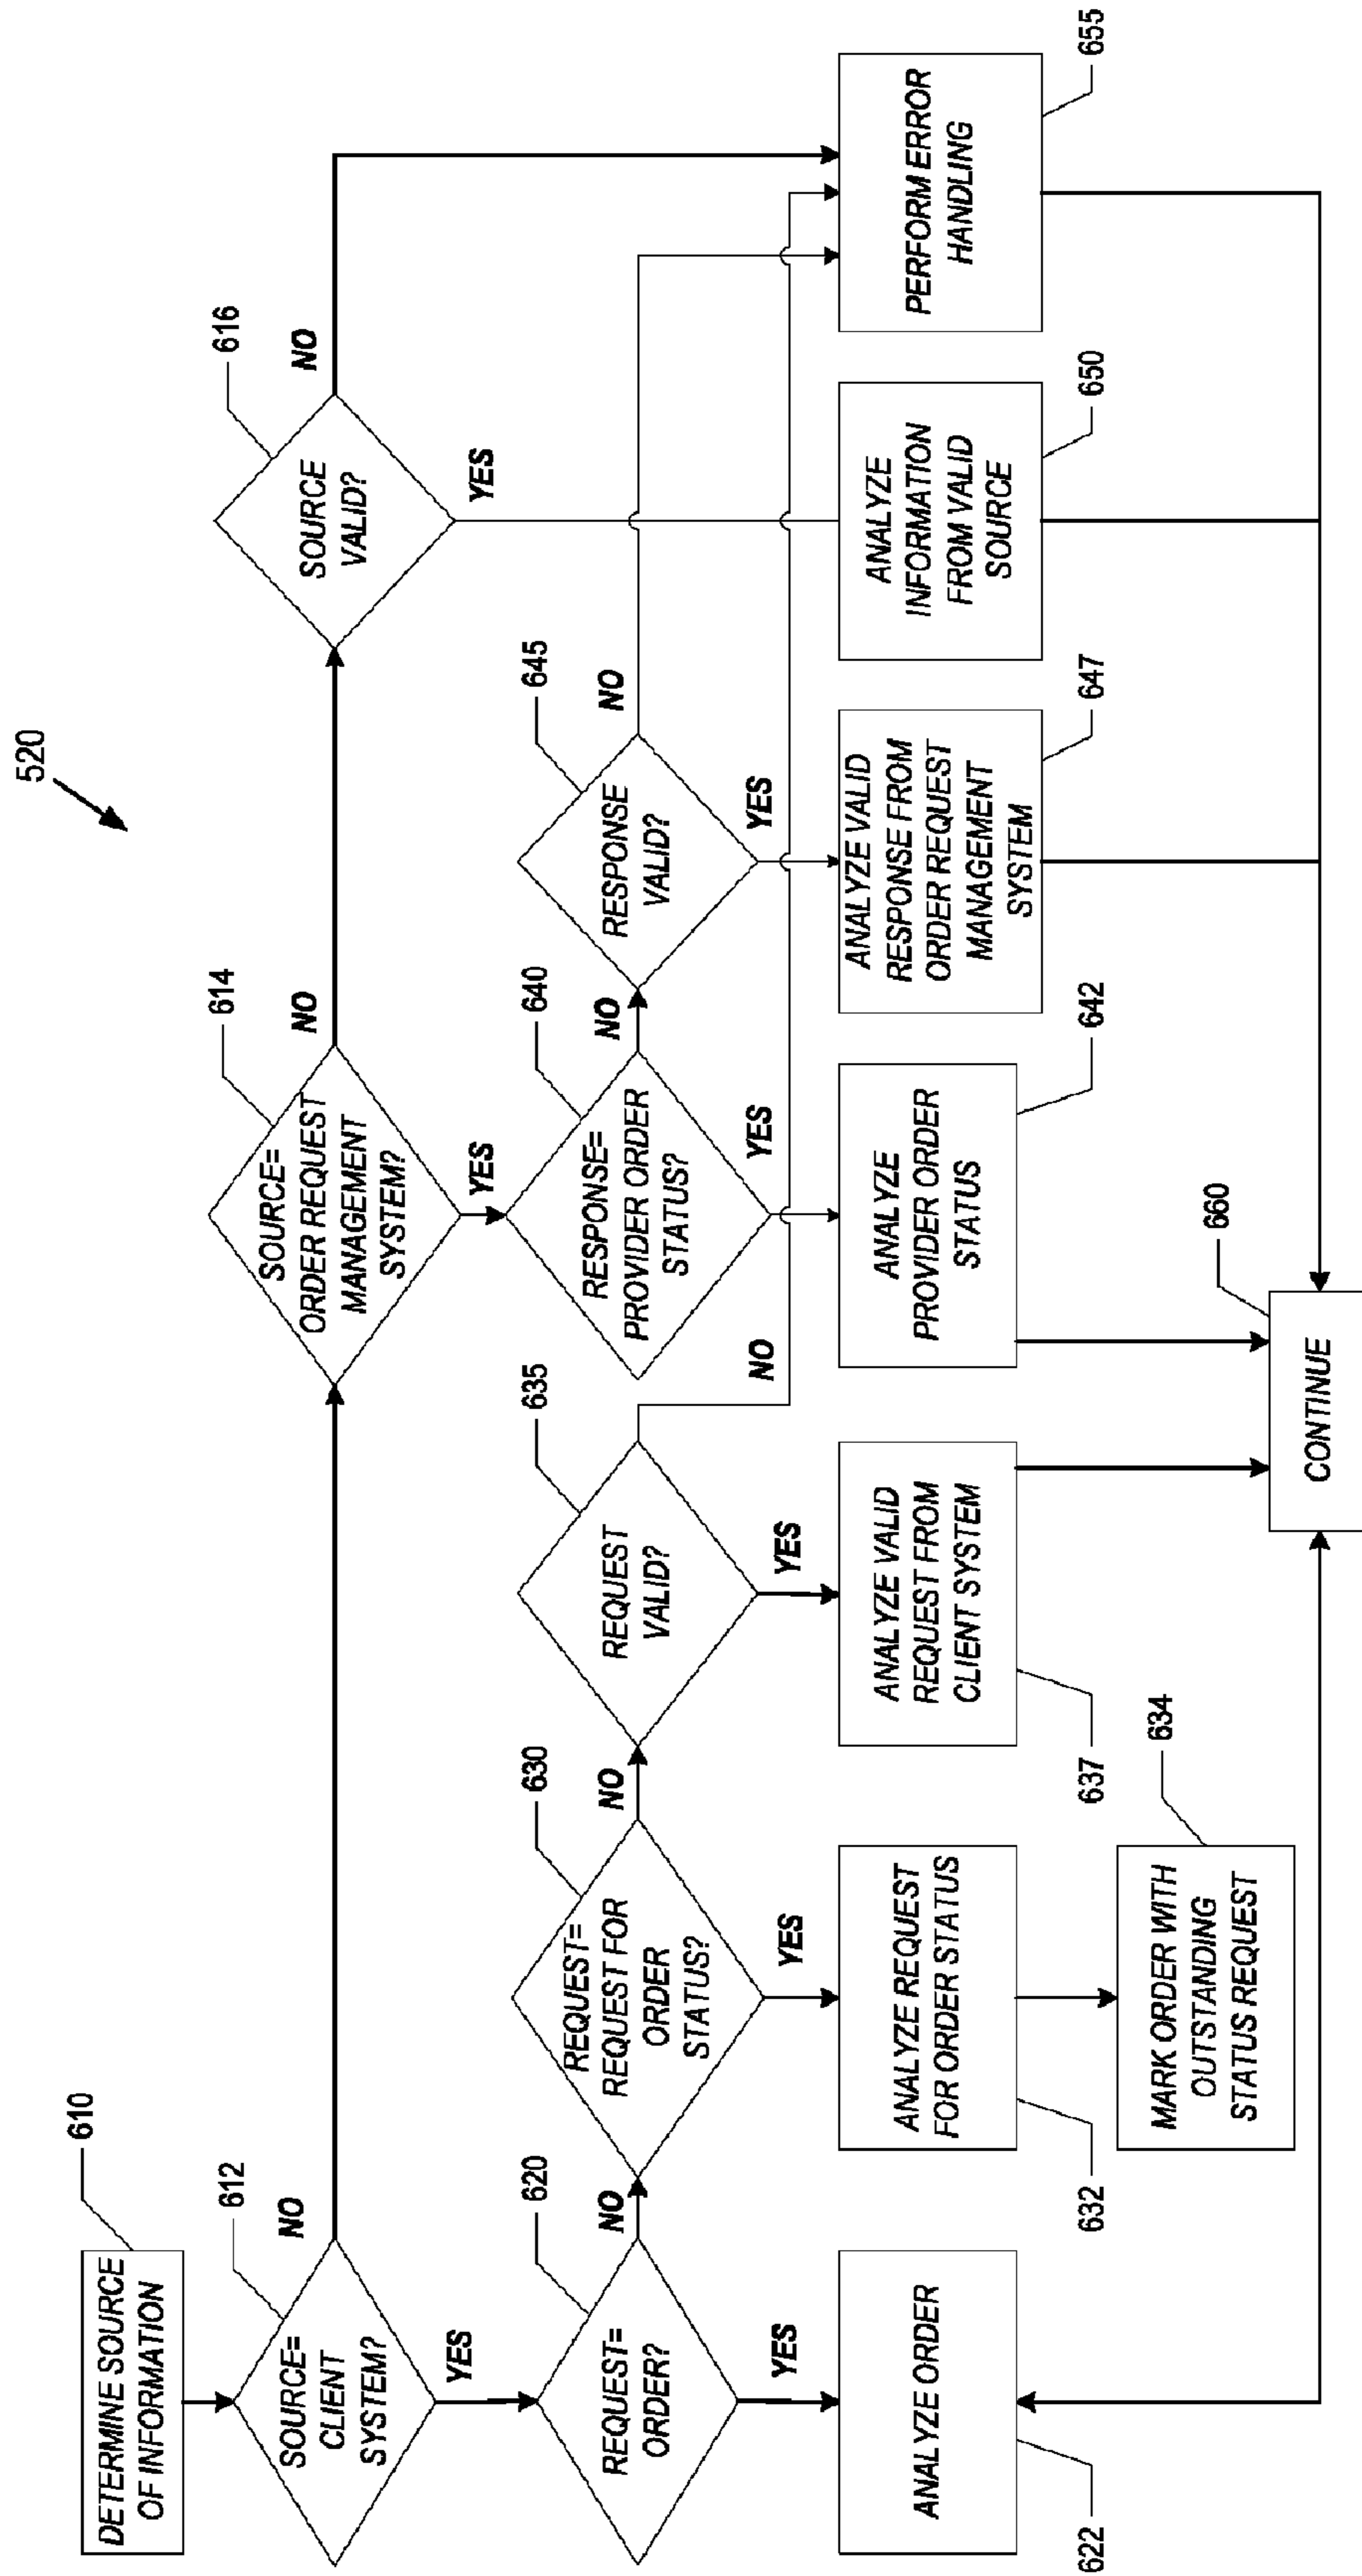 520
610
DETERMINE SOURCE
OF INFORMATION
612
SOURCE=
CLIENT
SYSTEM?
NO
YES
614
SOURCE=
ORDER REQUEST
MANAGEMENT
SYSTEM?
NO
YES
616
SOURCE
VALID?
NO
YES
620
REQUEST=
ORDER?
NO
YES
630
REQUEST=
REQUEST FOR
ORDER
STATUS?
NO
YES
635
REQUEST
VALID?
NO
YES
640
RESPONSE=
PROVIDER ORDER
STATUS?
NO
YES
645
RESPONSE
VALID?
NO
YES
ANALYZE ORDER
622
ANALYZE REQUEST
FOR ORDER STATUS
632
ANALYZE VALID
REQUEST FROM
CLIENT SYSTEM
637
ANALYZE
PROVIDER ORDER
STATUS
642
ANALYZE VALID
RESPONSE FROM
ORDER REQUEST
MANAGEMENT
SYSTEM
647
ANALYZE
INFORMATION
FROM VALID
SOURCE
650
PERFORM ERROR
HANDLING
655
MARK ORDER WITH
OUTSTANDING
STATUS REQUEST
634
CONTINUE
660